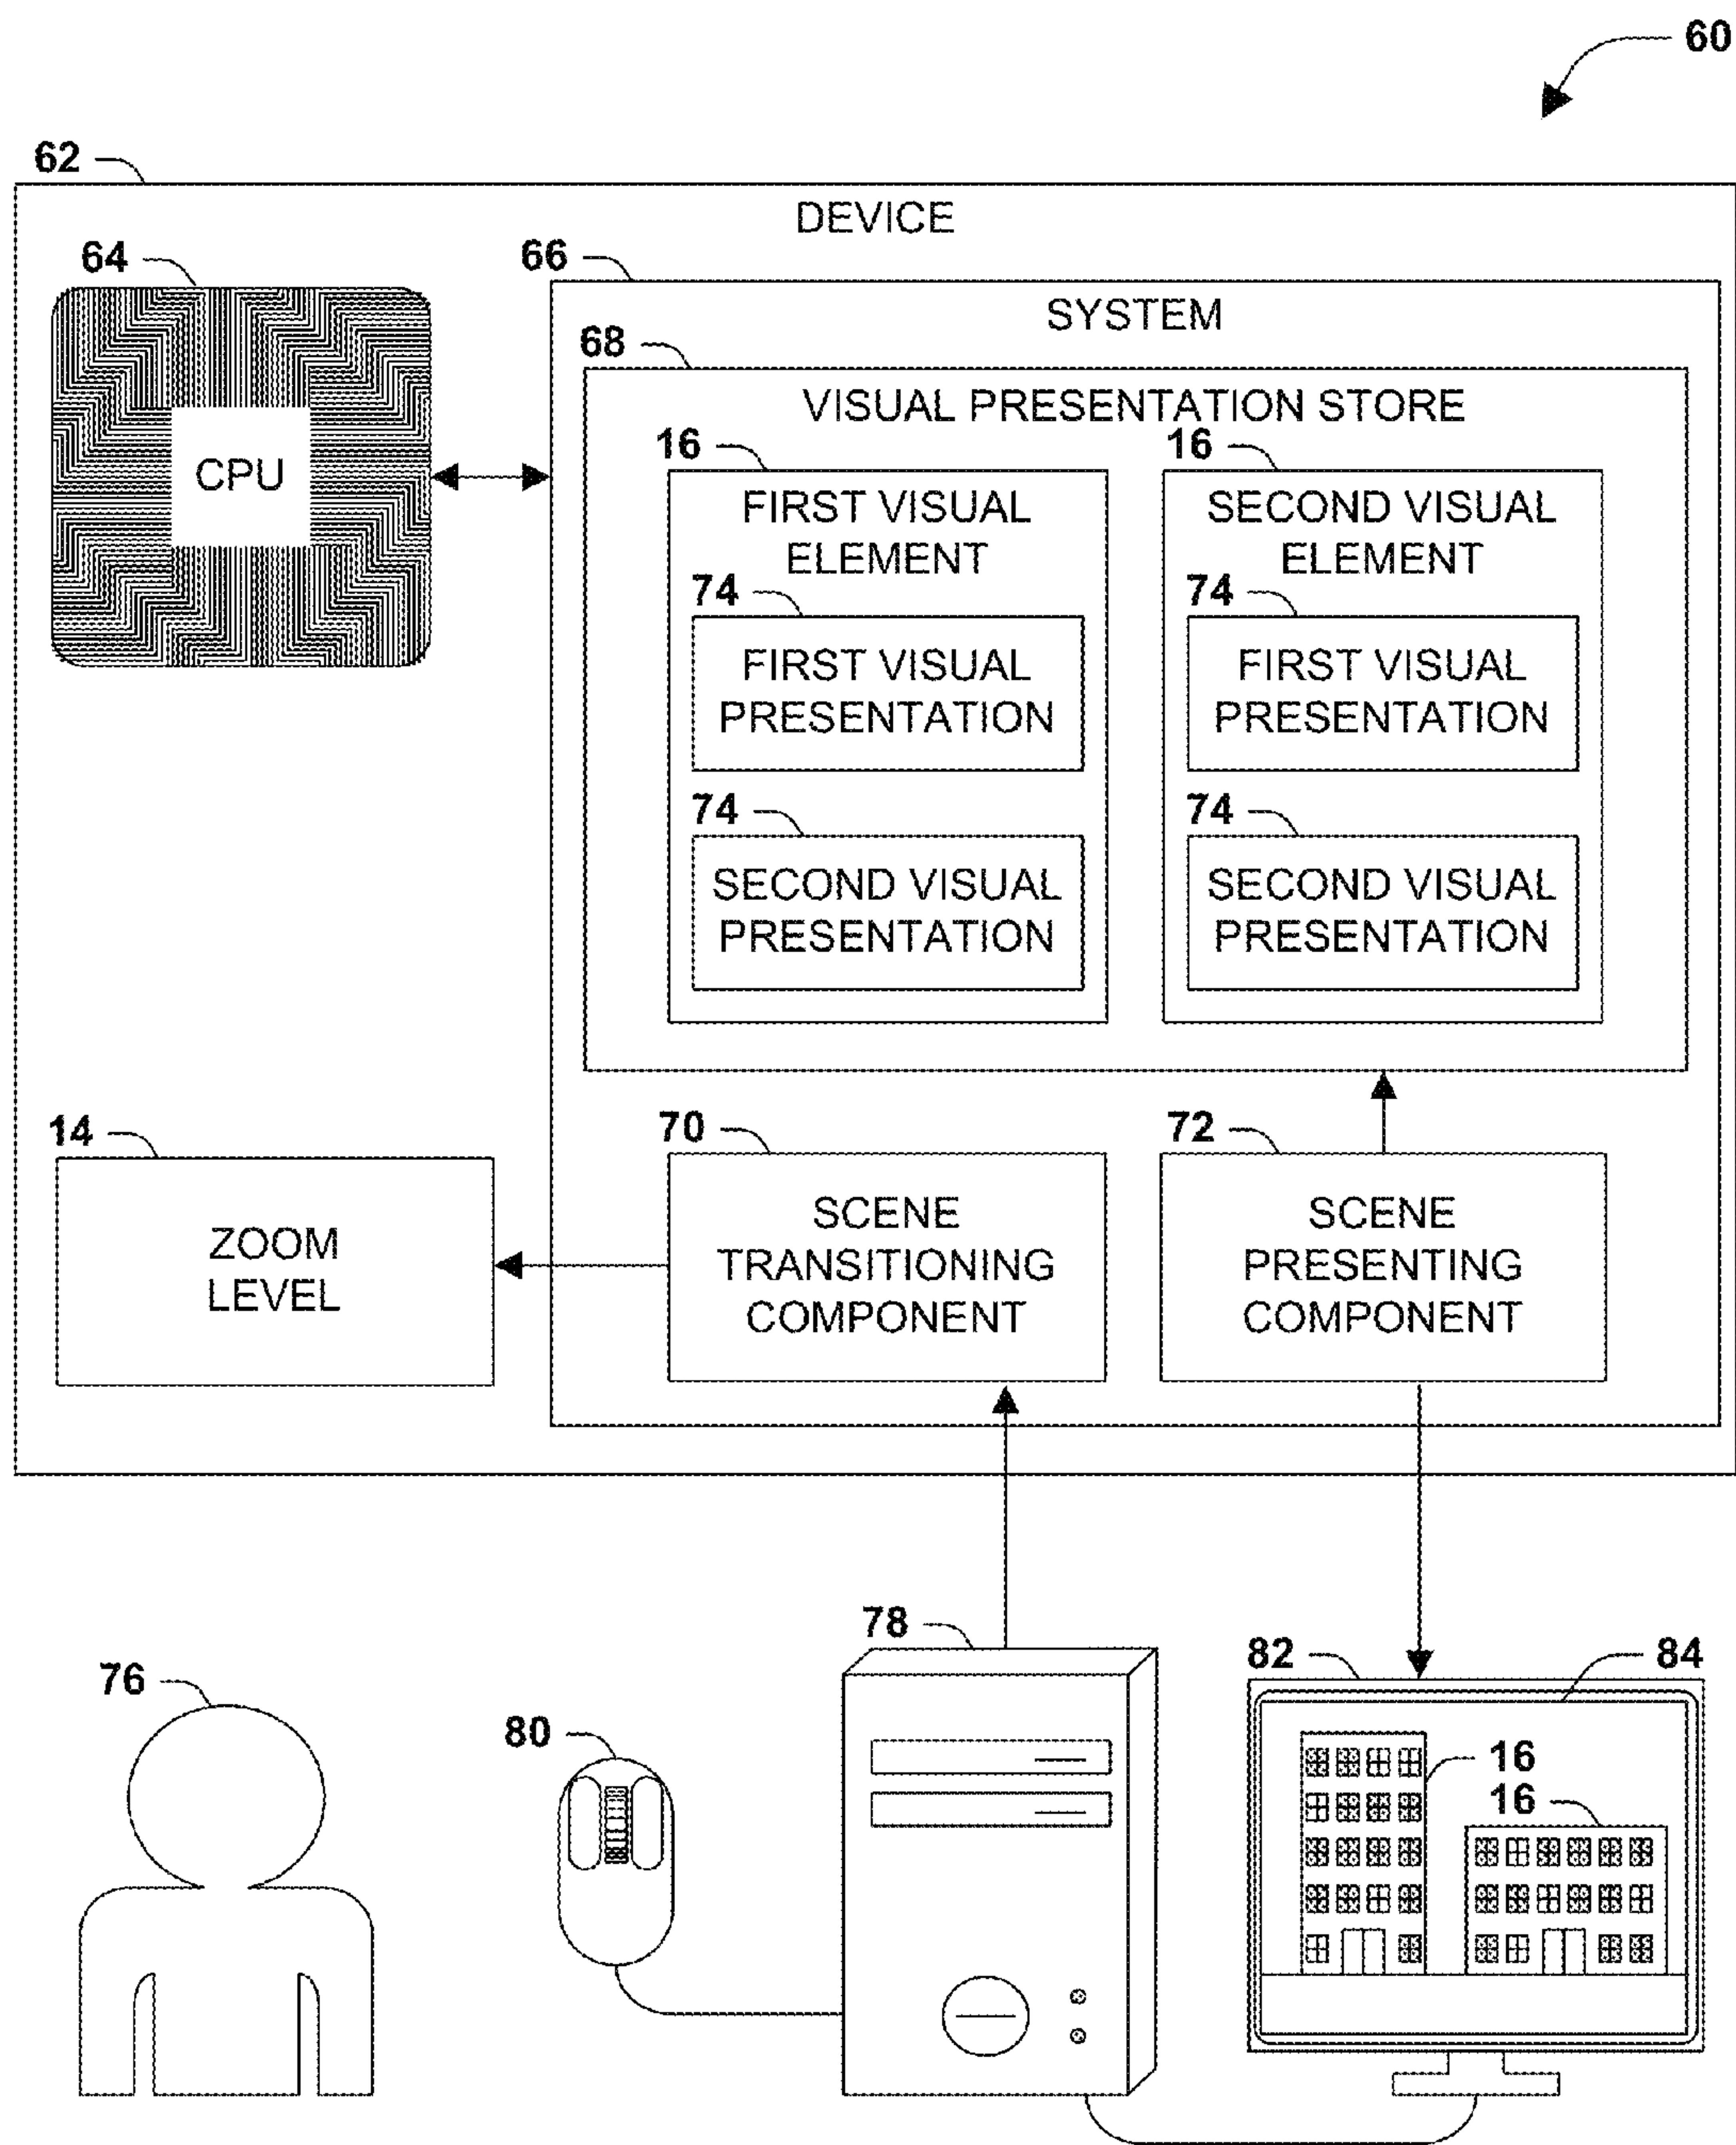 60
62
DEVICE
64
66
SYSTEM
68
VISUAL PRESENTATION STORE
CPU
16
16
FIRST VISUAL
ELEMENT
SECOND VISUAL
ELEMENT
74
74
FIRST VISUAL
PRESENTATION
FIRST VISUAL
PRESENTATION
74
74
SECOND VISUAL
PRESENTATION
SECOND VISUAL
PRESENTATION
14
70
72
ZOOM
LEVEL
SCENE
TRANSITIONING
COMPONENT
SCENE
PRESENTING
COMPONENT
76
80
78
82
84
16
16